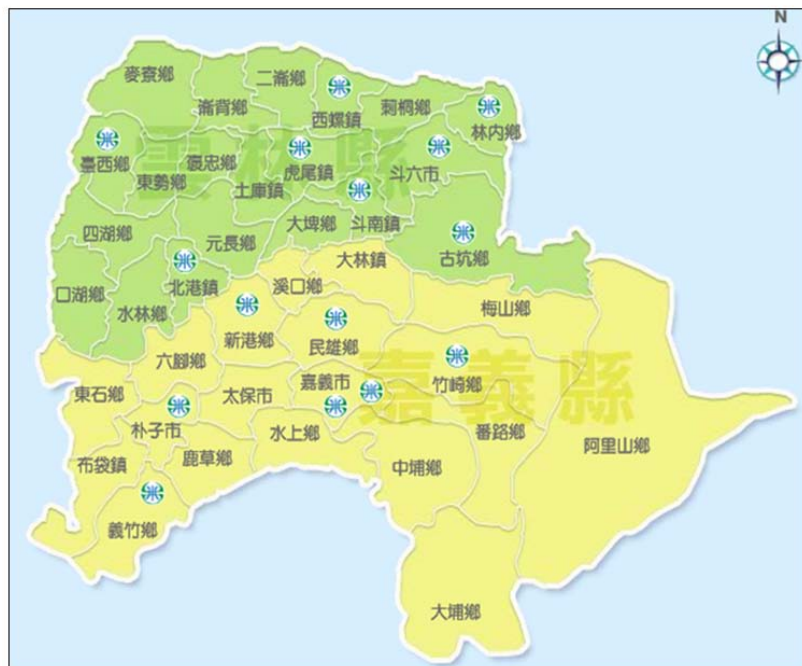 N
麥寮鄉
崙背鄉
二崙鄉
西螺鎮
莿桐鄉
林内鄉
雲林縣
臺西鄉
東勢鄉
褒忠鄉
土庫鎮
虎尾鎮
斗六市
四湖鄉
元長鄉
大埤鄉
斗南鎮
古坑鄉
口湖鄉
水林鄉
北港鎮
溪口鄉
大林鎮
梅山鄉
六腳鄉
新港鄉
民雄鄉
嘉義縣
竹崎鄉
東石鄉
朴子市
太保市
嘉義市
水上鄉
番路鄉
阿里山鄉
布袋鎮
鹿草鄉
中埔鄉
義竹鄉
大埔鄉